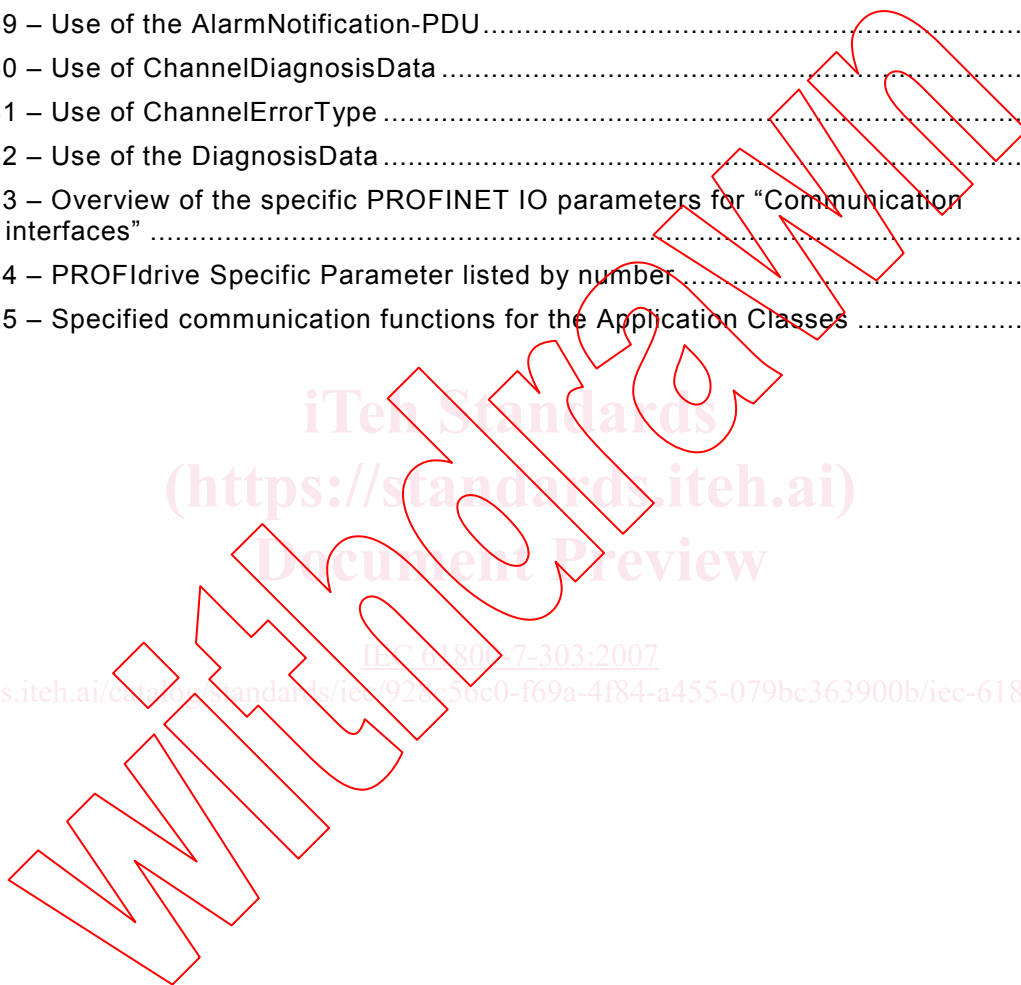 9 – Use of the AlarmNotification-PDU
0 – Use of ChannelDiagnosisData
1 – Use of ChannelErrorType
2 – Use of the DiagnosisData
3 – Overview of the specific PROFINET IO parameters for “Communication
interfaces”
4 – PROFIdrive Specific Parameter listed by number
5 – Specified communication functions for the Application Classes
iTeh Standards
(https://standards.iteh.ai)
Document Preview
IEC 61800-7-303:2007
s.iteh.ai/catalog/standards/iec/928c56c0-f69a-4f84-a455-079bc363900b/iec-618
withdrawn